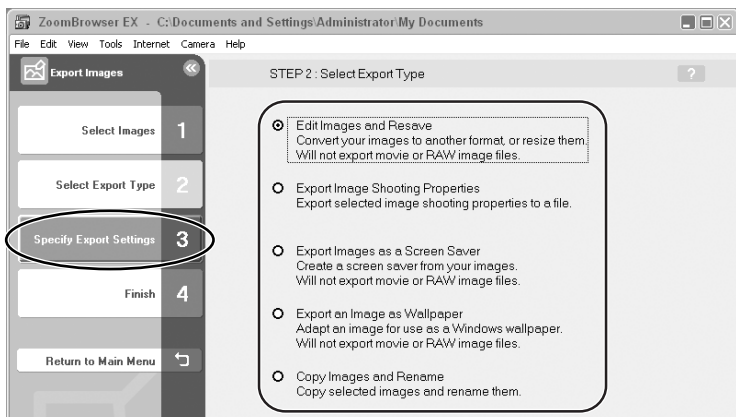 ZoomBrowser EX - C:\Documents and Settings\Administrator\My Documents
File Edit View Tools Internet Camera Help
Export Images
STEP 2 : Select Export Type
?
Select Images 1
Select Export Type 2
Specify Export Settings 3
Finish 4
Return to Main Menu
Edit Images and Resave
Convert your images to another format, or resize them.
Will not export movie or RAW image files.
Export Image Shooting Properties
Export selected image shooting properties to a file.
Export Images as a Screen Saver
Create a screen saver from your images.
Will not export movie or RAW image files.
Export an Image as Wallpaper
Adapt an image for use as a Windows wallpaper.
Will not export movie or RAW image files.
Copy Images and Rename
Copy selected images and rename them.